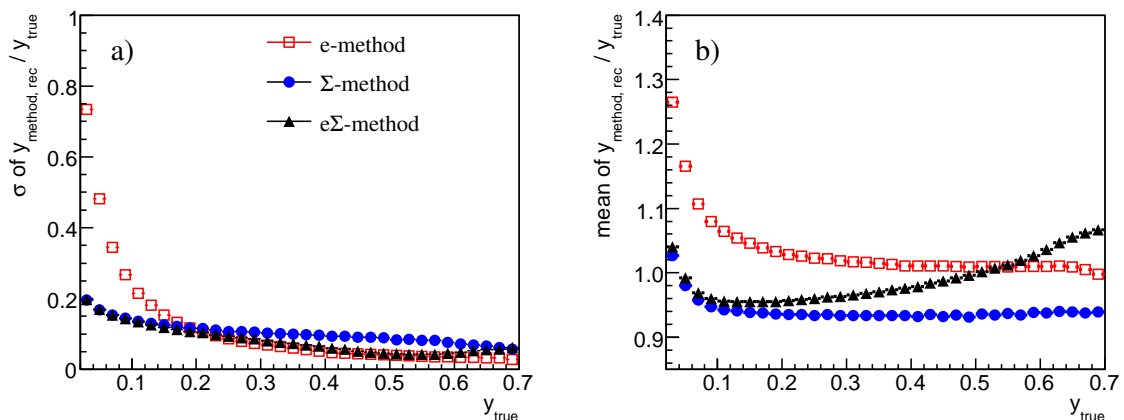 σ of y_method, rec / y_true
1
0.8
0.6
0.4
0.2
0
a)
e-method
Σ-method
eΣ-method
0.1 0.2 0.3 0.4 0.5 0.6 0.7
y_true
mean of y_method, rec / y_true
1.4
1.3
1.2
1.1
1.0
0.9
b)
0.1 0.2 0.3 0.4 0.5 0.6 0.7
y_true